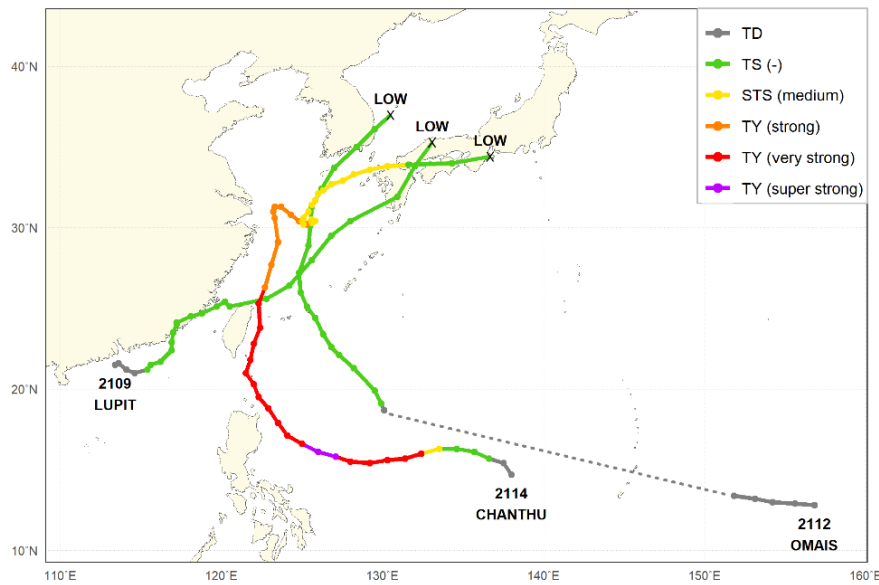 TD
TS (-)
STS (medium)
TY (strong)
TY (very strong)
TY (super strong)
40°N
LOW
LOW
LOW
30°N
2109
LUPIT
20°N
2114
CHANTHU
2112
OMAIS
10°N
110°E
120°E
130°E
140°E
150°E
160°E